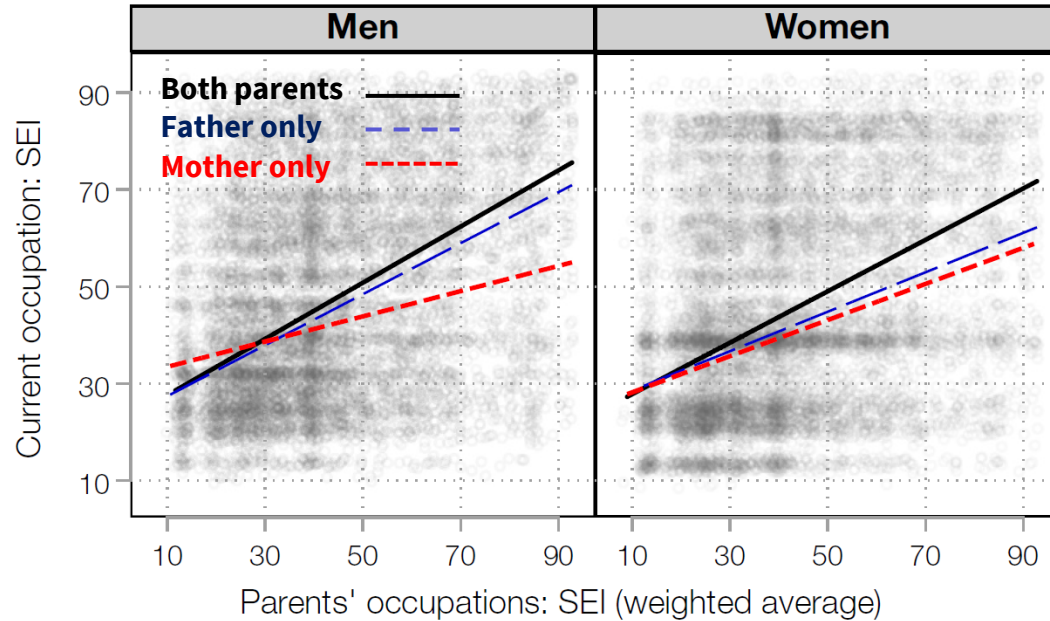 Men
Women
Both parents
Father only
Mother only
Current occupation: SEI
90
70
50
30
10
10 30 50 70 90
10 30 50 70 90
Parents' occupations: SEI (weighted average)